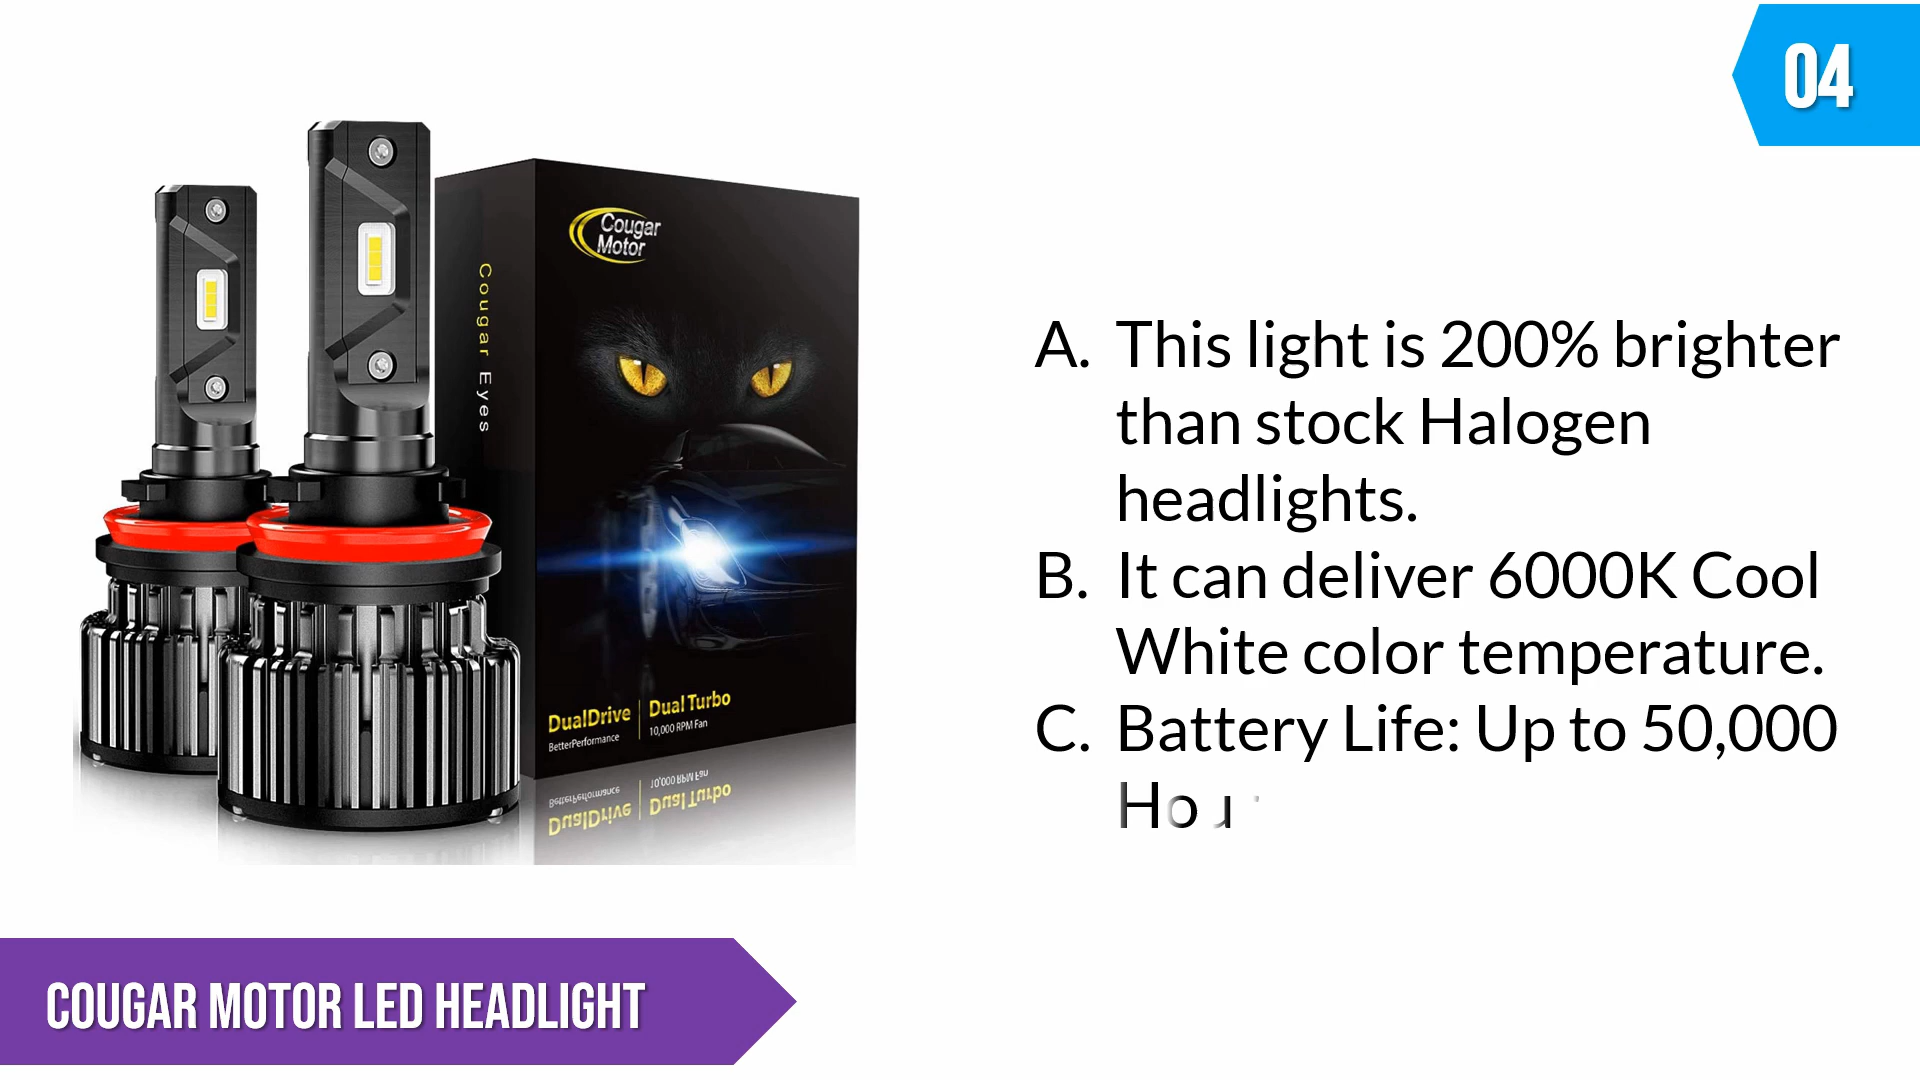 04
Cougar
Motor
Cougar Eyes
A. This light is 200% brighter
than stock Halogen
headlights.
B. It can deliver 6000K Cool
White color temperature.
C. Battery Life: Up to 50,000
DualDrive
BetterPerformance
Dual Turbo
10,000 RPM Fan
COUGAR MOTOR LED HEADLIGHT